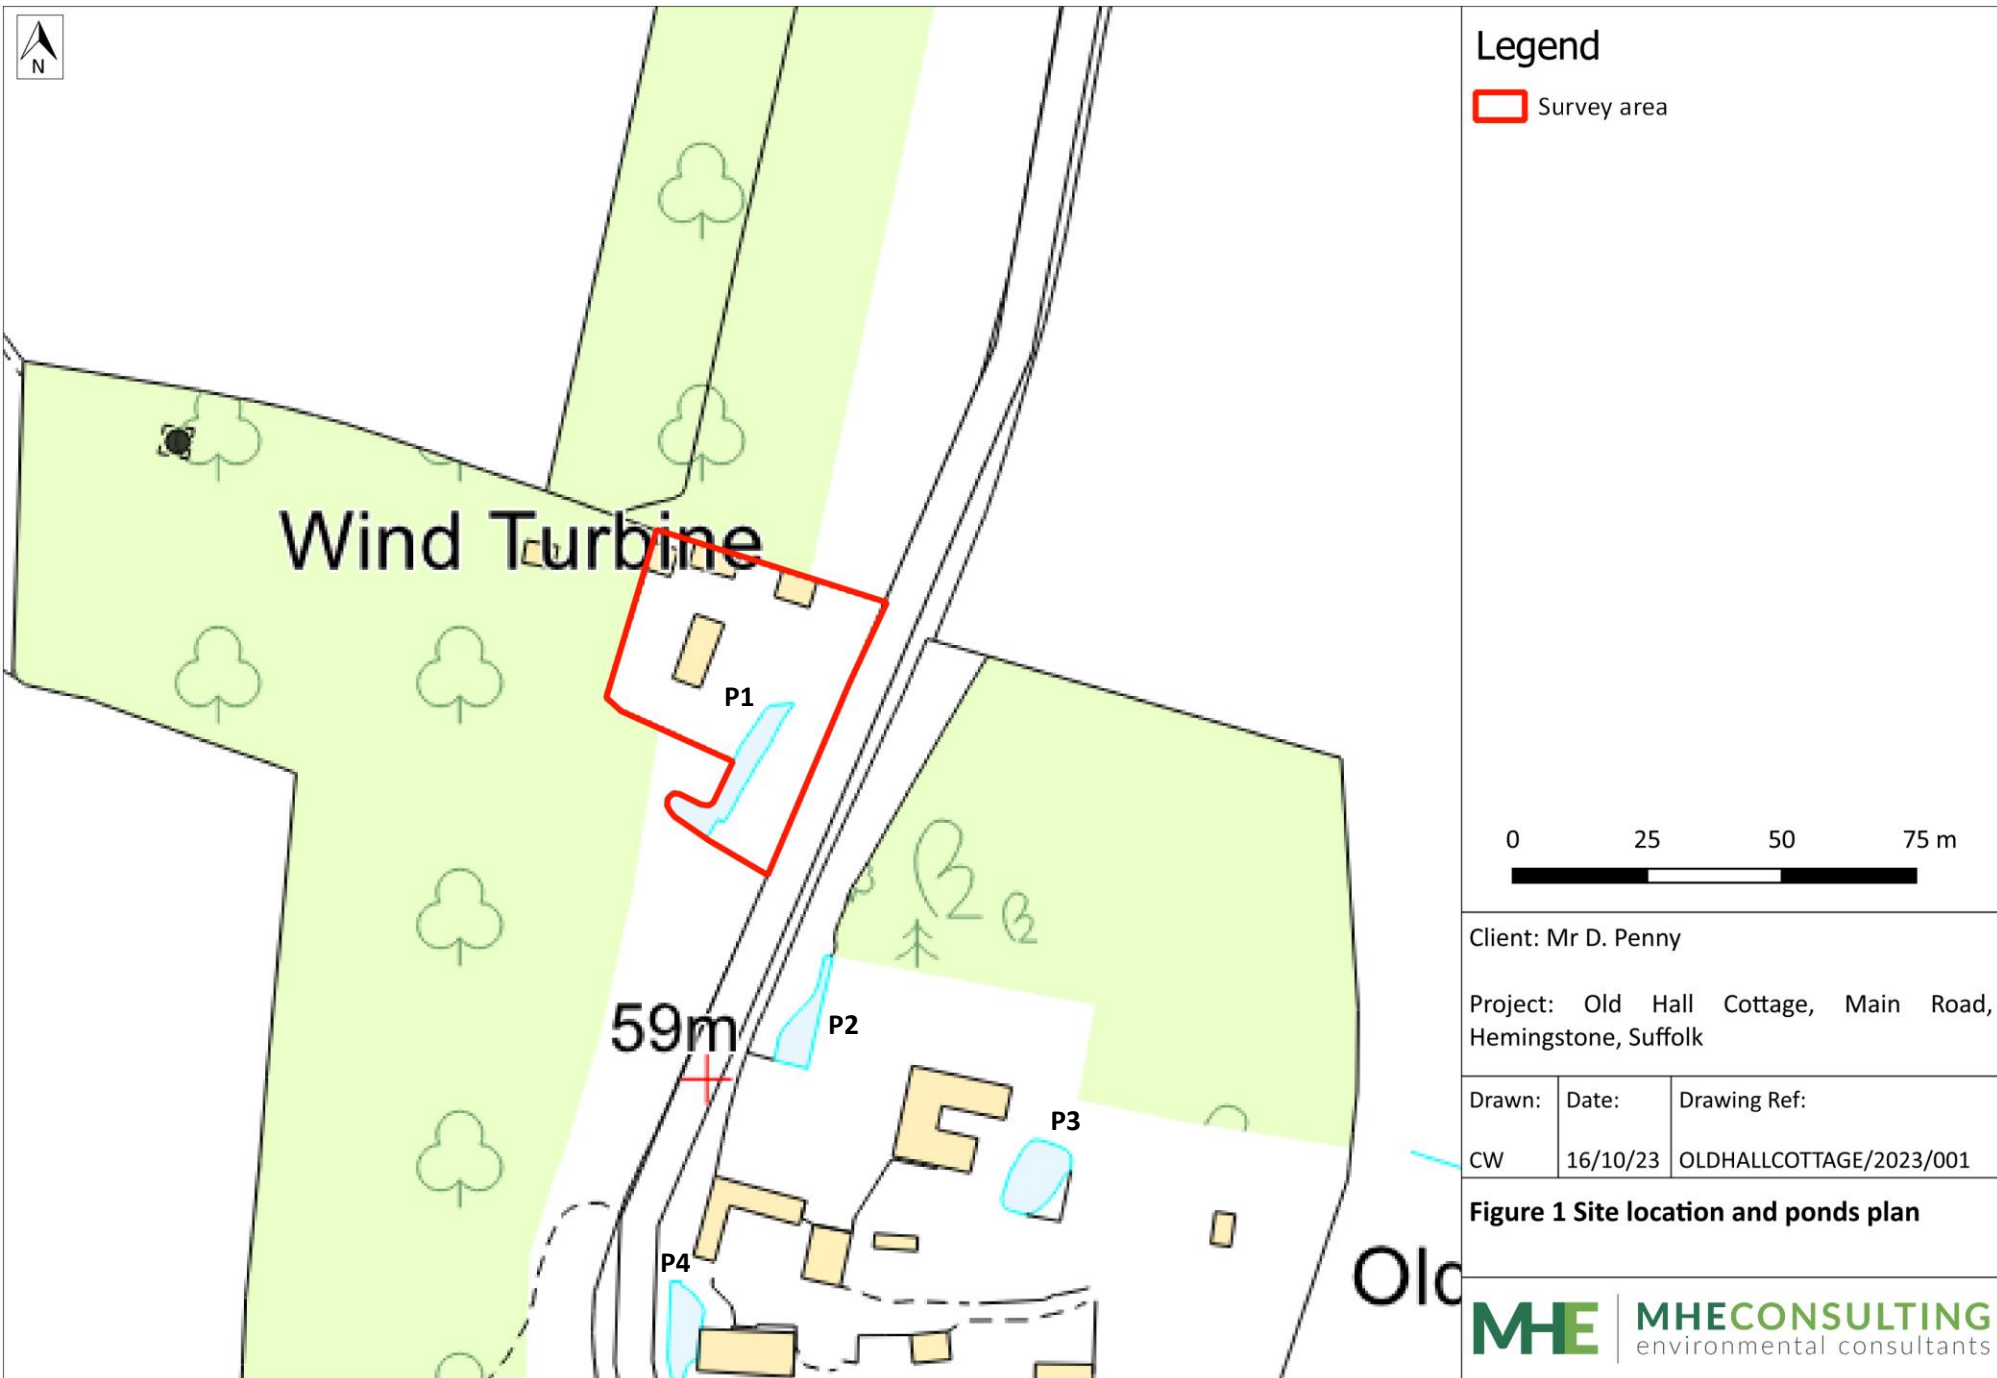 N
Wind Turbine
P1
59m
P2
P3
P4
Old
Legend
Survey area
0 25 50 75 m
Client: Mr D. Penny
Project: Old Hall Cottage, Main Road,
Hemingstone, Suffolk
Drawn: Date: Drawing Ref:
CW 16/10/23 OLDHALLCOTTAGE/2023/001
Figure 1 Site location and ponds plan
MHE MHECONSULTING
environmental consultants